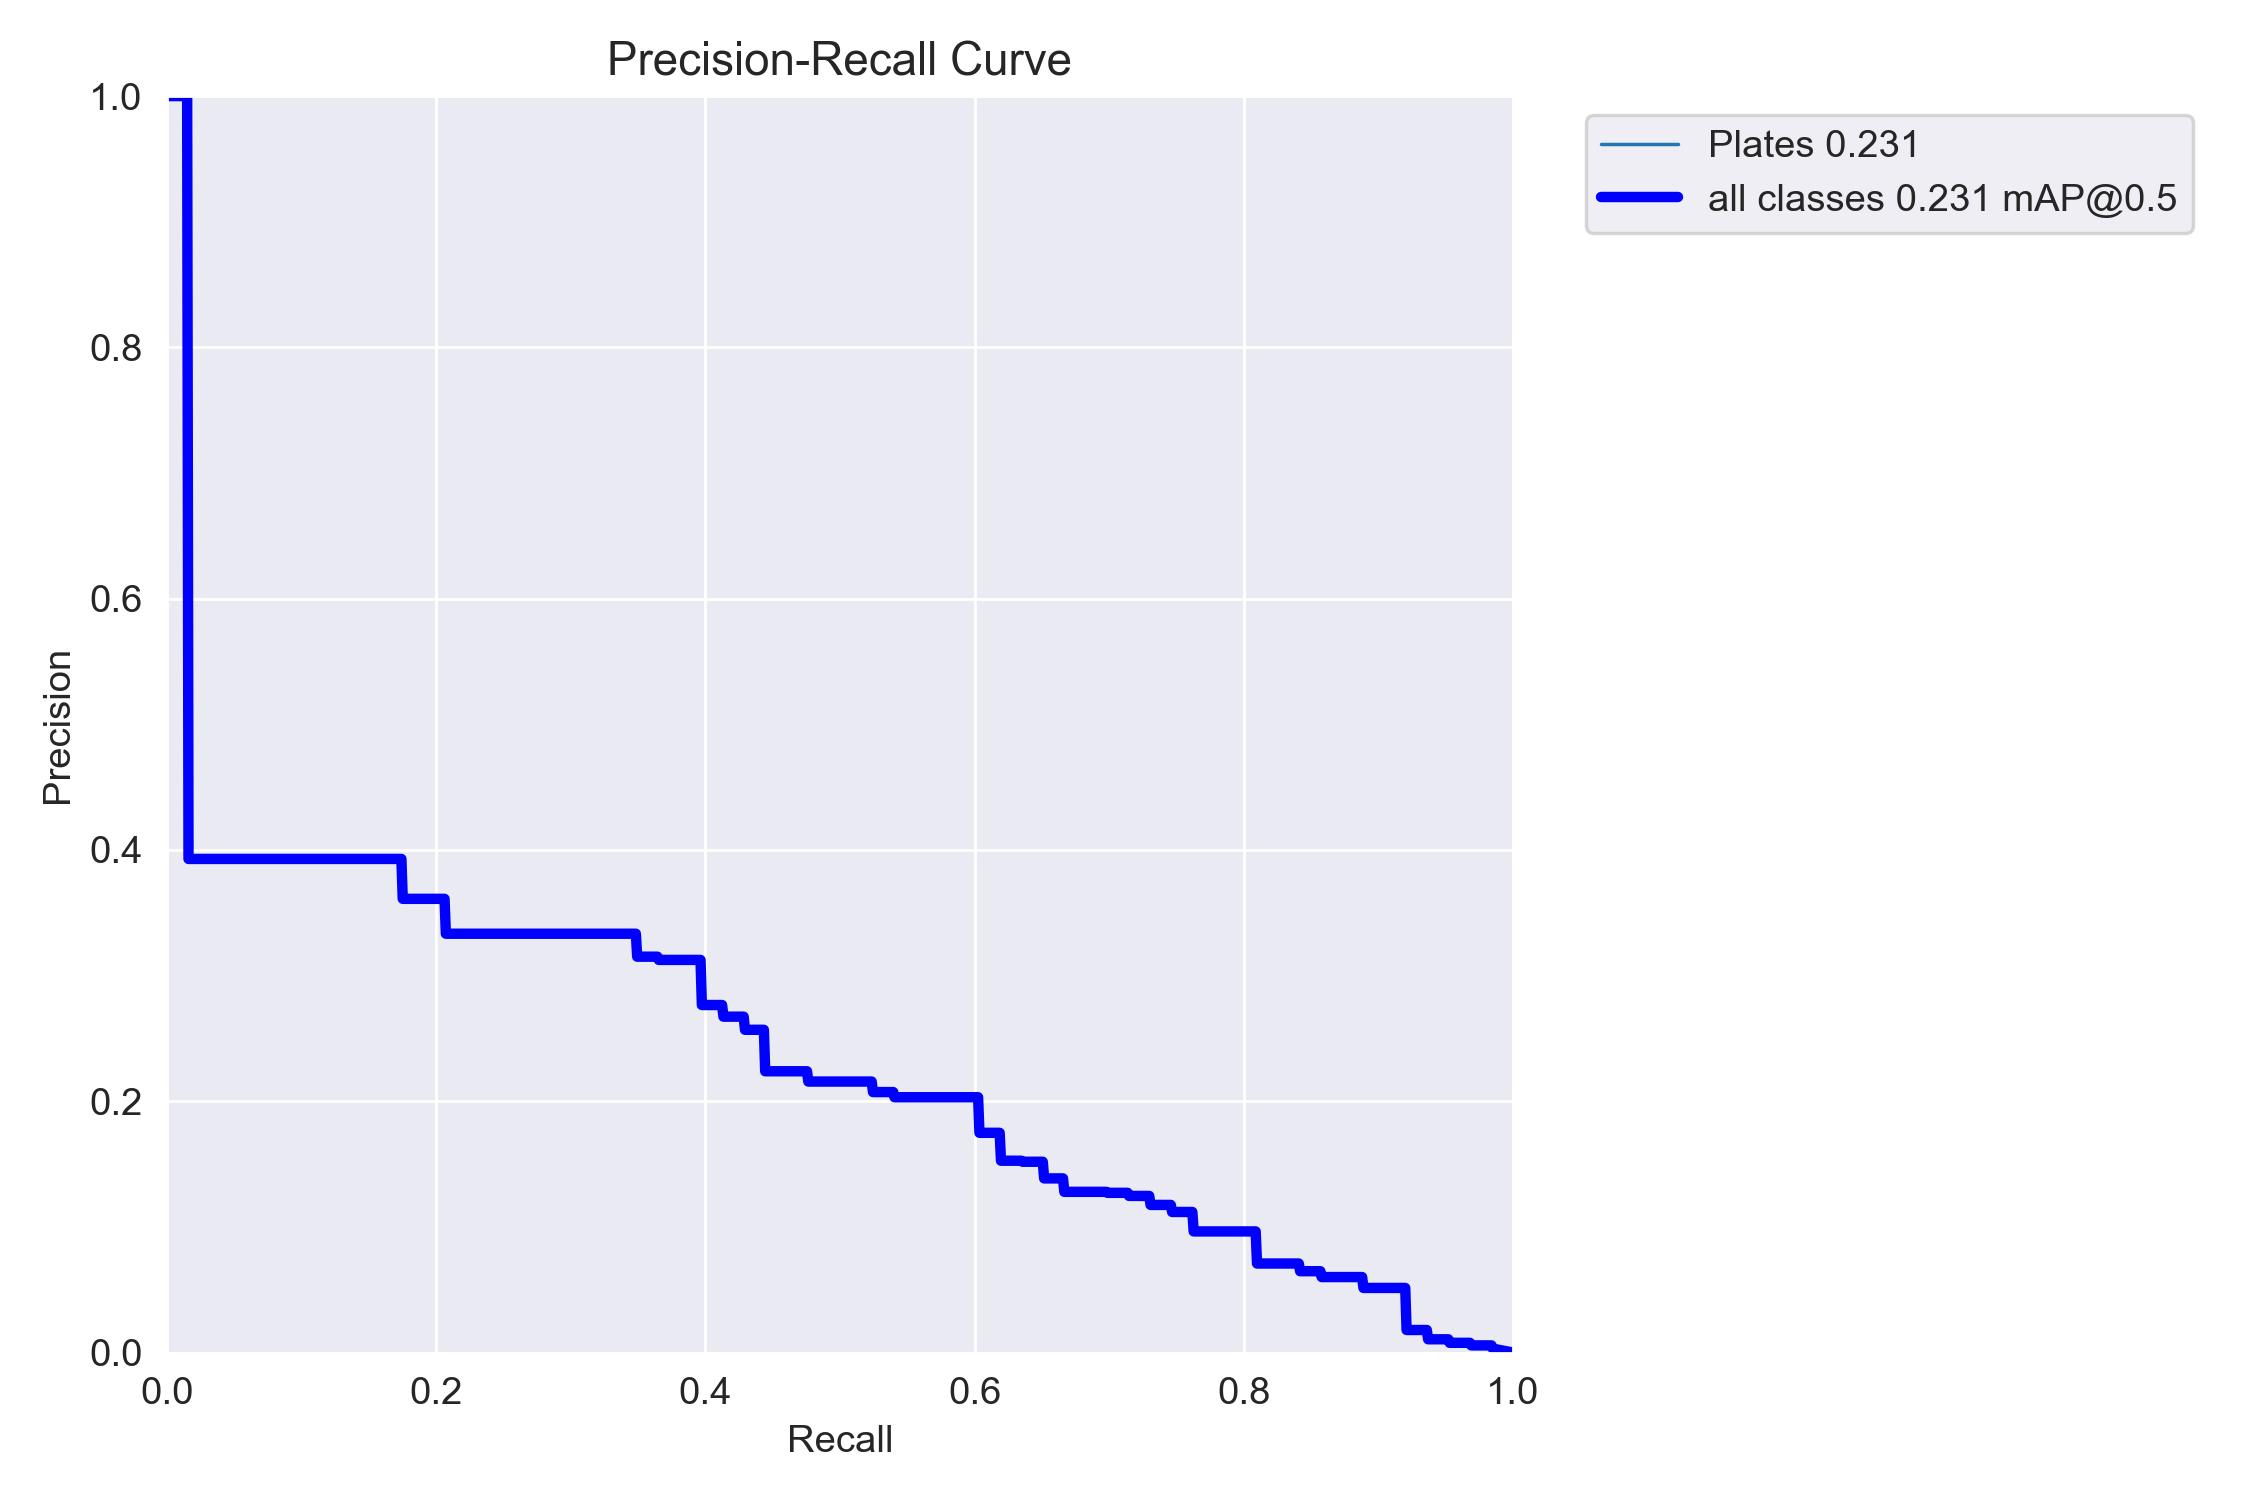 Precision-Recall Curve
1.0
0.8
0.6
0.4
0.2
0.0
Precision
0.0 0.2 0.4 0.6 0.8 1.0
Recall
Plates 0.231
all classes 0.231 mAP@0.5